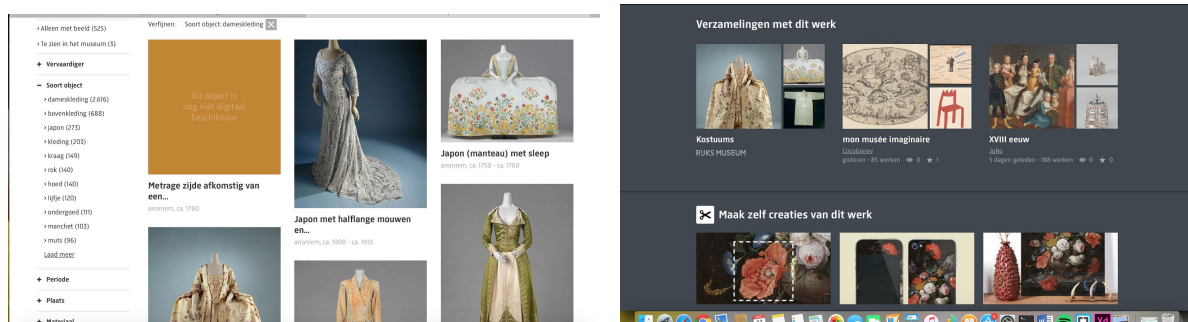 Verfijnen: Soort object: dameskleding
› Alleen met beeld (525)
› Te zien in het museum (3)
+ Vervaardiger
− Soort object
› dameskleding (2.616)
› bovenkleding (688)
› japon (273)
› kleding (203)
› kraag (149)
› rok (140)
› hoed (140)
› lijfje (120)
› ondergoed (111)
› manchet (103)
› muts (96)
Laad meer
+ Periode
+ Plaats
+ Materiaal
Dit object is
nog niet digitaal
beschikbaar
Metrage zijde afkomstig van
een...
anoniem, ca. 1760
Japon met halflange mouwen
en...
anoniem, ca. 1900 - ca. 1910
Japon (manteau) met sleep
anoniem, ca. 1750 - ca. 1760
Verzamelingen met dit werk
Kostuums
RIJKS MUSEUM
mon musée imaginaire
CocoGeney
gisteren · 85 werken 0 1
XVIII eeuw
JoRo
5 dagen geleden · 188 werken 0 0
Maak zelf creaties van dit werk